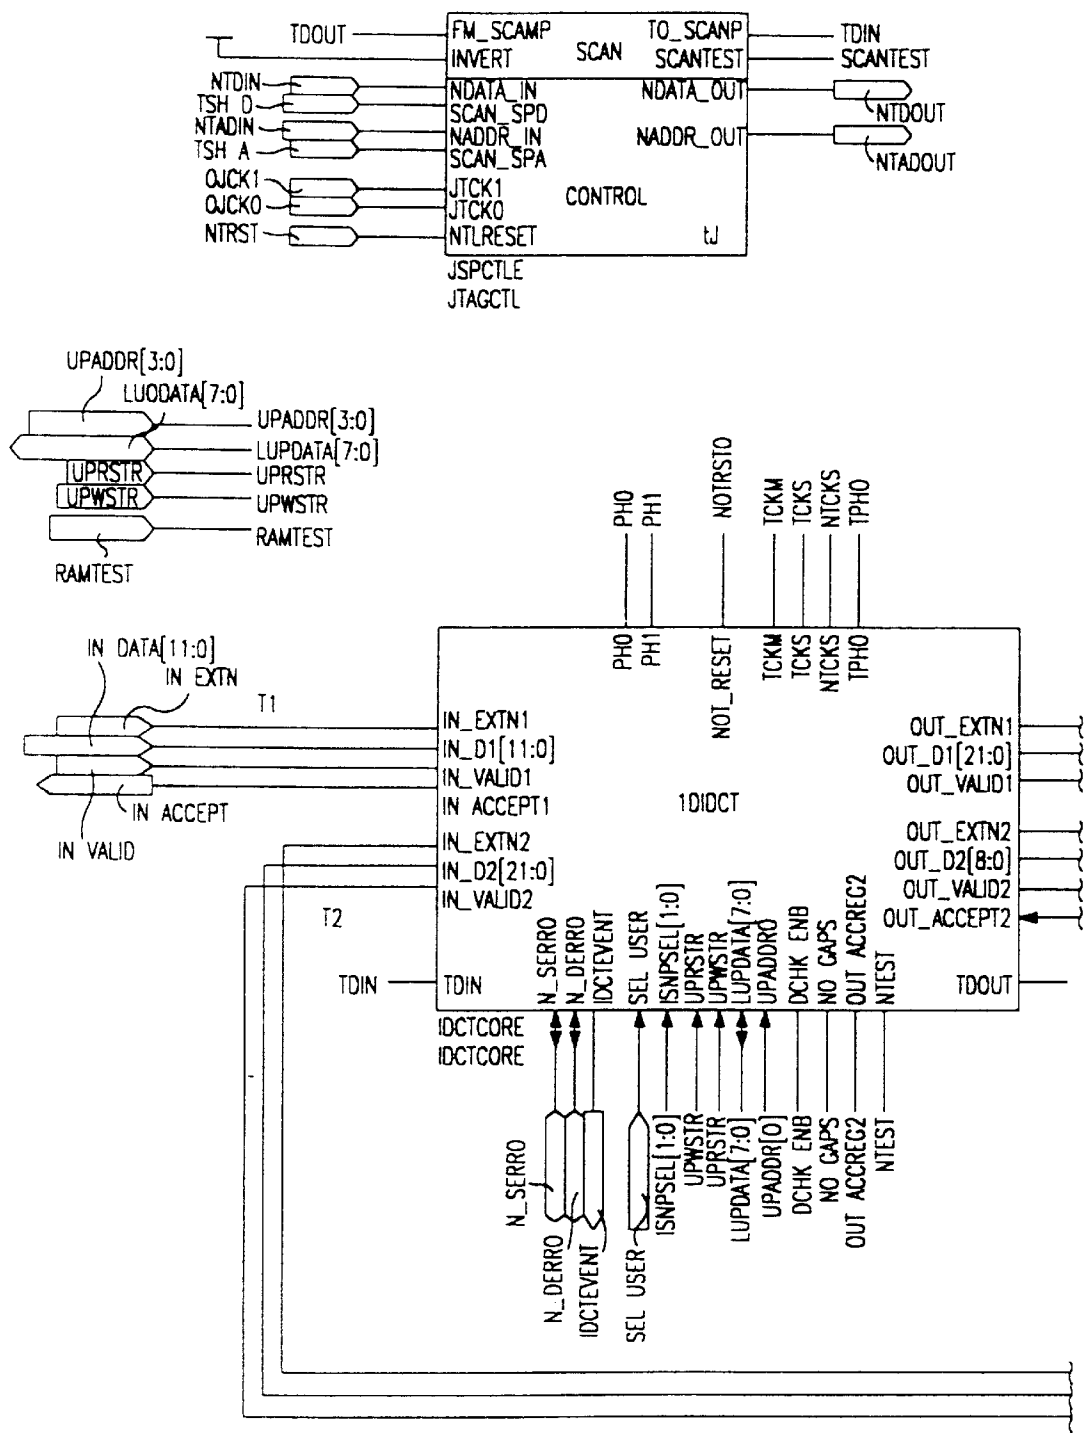 TDOUT
FM_SCAMP
TO_SCANP
TDIN
INVERT
SCAN
SCANTEST
SCANTEST
NTDIN
NDATA_IN
NDATA_OUT
TSH D
SCAN_SPD
NTDOUT
NTADIN
NADDR_IN
NADDR_OUT
TSH A
SCAN_SPA
NTADOUT
OJCK1
JTCK1
CONTROL
OJCK0
JTCK0
NTRST
NTLRESET
tJ
JSPCTLE
JTAGCTL
UPADDR[3:0]
LUODATA[7:0]
UPADDR[3:0]
LUPDATA[7:0]
UPRSTR
UPRSTR
UPWSTR
UPWSTR
RAMTEST
RAMTEST
PH0
PH1
NOTRSTO
TCKM
TCKS
NTCKS
TPH0
PH0
PH1
NOT_RESET
TCKM
TCKS
NTCKS
TPH0
IN DATA[11:0]
IN EXTN
T1
IN ACCEPT
IN VALID
IN_EXTN1
IN_D1[11:0]
IN_VALID1
IN ACCEPT1
IN_EXTN2
IN_D2[21:0]
IN_VALID2
1DIDCT
OUT_EXTN1
OUT_D1[21:0]
OUT_VALID1
OUT_EXTN2
OUT_D2[8:0]
OUT_VALID2
OUT_ACCEPT2
T2
TDIN
TDIN
TDOUT
N_SERRO
N_DERRO
IDCTEVENT
SEL USER
ISNPSEL[1:0]
UPRSTR
UPWSTR
LUPDATA[7:0]
UPADDRO
DCHK ENB
NO GAPS
OUT ACCREG2
NTEST
IDCTCORE
IDCTCORE
N_SERRO
N_DERRO
IDCTEVENT
SEL USER
ISNPSEL[1:0]
UPWSTR
UPRSTR
LUPDATA[7:0]
UPADDR[0]
DCHK ENB
NO GAPS
OUT ACCREG2
NTEST